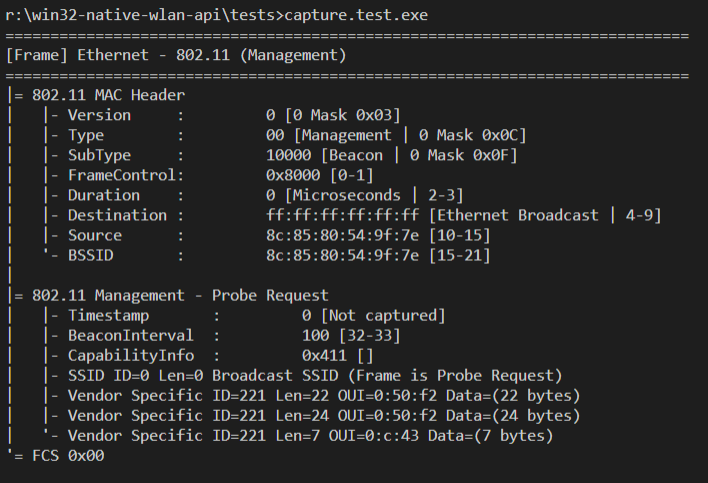 r:\win32-native-wlan-api\tests>capture.test.exe
============================================================================
[Frame] Ethernet - 802.11 (Management)
============================================================================
|= 802.11 MAC Header
|   |- Version     :         0 [0 Mask 0x03]
|   |- Type        :         00 [Management | 0 Mask 0x0C]
|   |- SubType     :         10000 [Beacon | 0 Mask 0x0F]
|   |- FrameControl:         0x8000 [0-1]
|   |- Duration    :         0 [Microseconds | 2-3]
|   |- Destination :         ff:ff:ff:ff:ff:ff [Ethernet Broadcast | 4-9]
|   |- Source      :         8c:85:80:54:9f:7e [10-15]
|   '- BSSID       :         8c:85:80:54:9f:7e [15-21]
|
|= 802.11 Management - Probe Request
|   |- Timestamp       :         0 [Not captured]
|   |- BeaconInterval  :         100 [32-33]
|   |- CapabilityInfo  :         0x411 []
|   |- SSID ID=0 Len=0 Broadcast SSID (Frame is Probe Request)
|   |- Vendor Specific ID=221 Len=22 OUI=0:50:f2 Data=(22 bytes)
|   |- Vendor Specific ID=221 Len=24 OUI=0:50:f2 Data=(24 bytes)
|   '- Vendor Specific ID=221 Len=7 OUI=0:c:43 Data=(7 bytes)
'= FCS 0x00